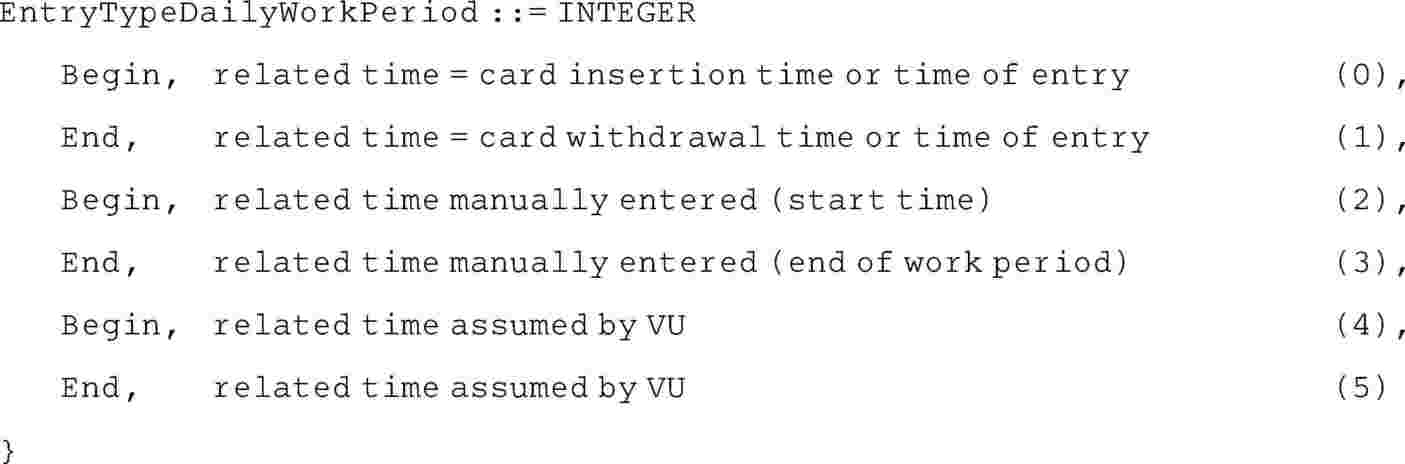 EntryTypeDailyWorkPeriod ::= INTEGER
Begin, related time = card insertion time or time of entry (0),
End, related time = card withdrawal time or time of entry (1),
Begin, related time manually entered (start time) (2),
End, related time manually entered (end of work period) (3),
Begin, related time assumed by VU (4),
End, related time assumed by VU (5)
}